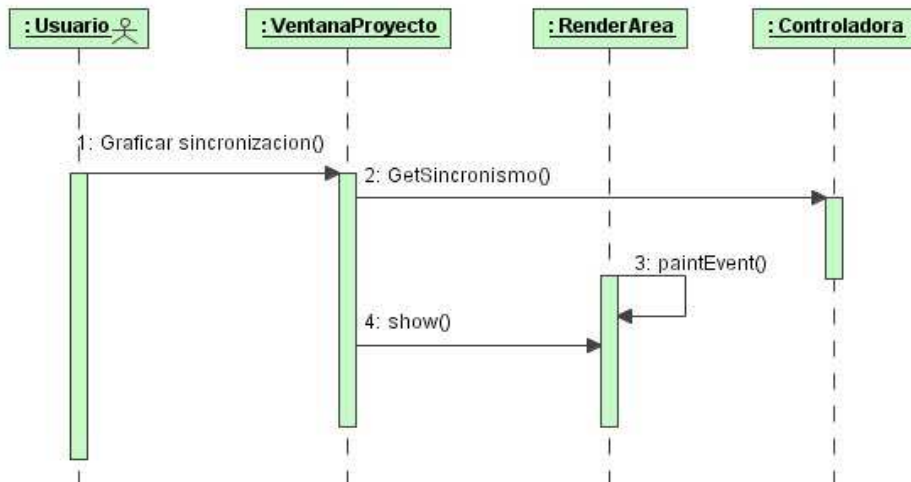 : Usuario
: VentanaProyecto
: RenderArea
: Controladora
1: Graficar sincronizacion()
2: GetSincronismo()
3: paintEvent()
4: show()